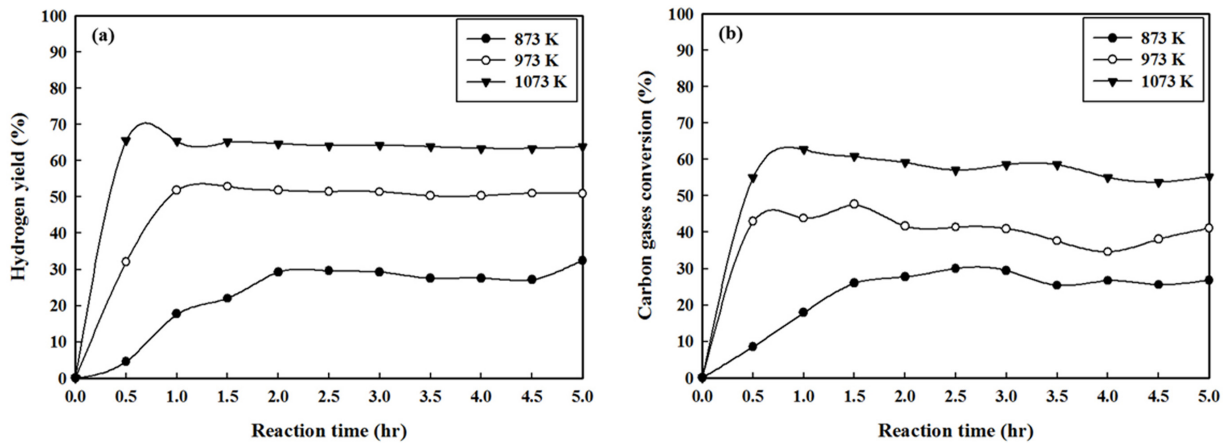 (a)
873 K
973 K
1073 K
Hydrogen yield (%)
100
90
80
70
60
50
40
30
20
10
0
0.0 0.5 1.0 1.5 2.0 2.5 3.0 3.5 4.0 4.5 5.0
Reaction time (hr)
(b)
873 K
973 K
1073 K
Carbon gases conversion (%)
100
90
80
70
60
50
40
30
20
10
0
0.0 0.5 1.0 1.5 2.0 2.5 3.0 3.5 4.0 4.5 5.0
Reaction time (hr)